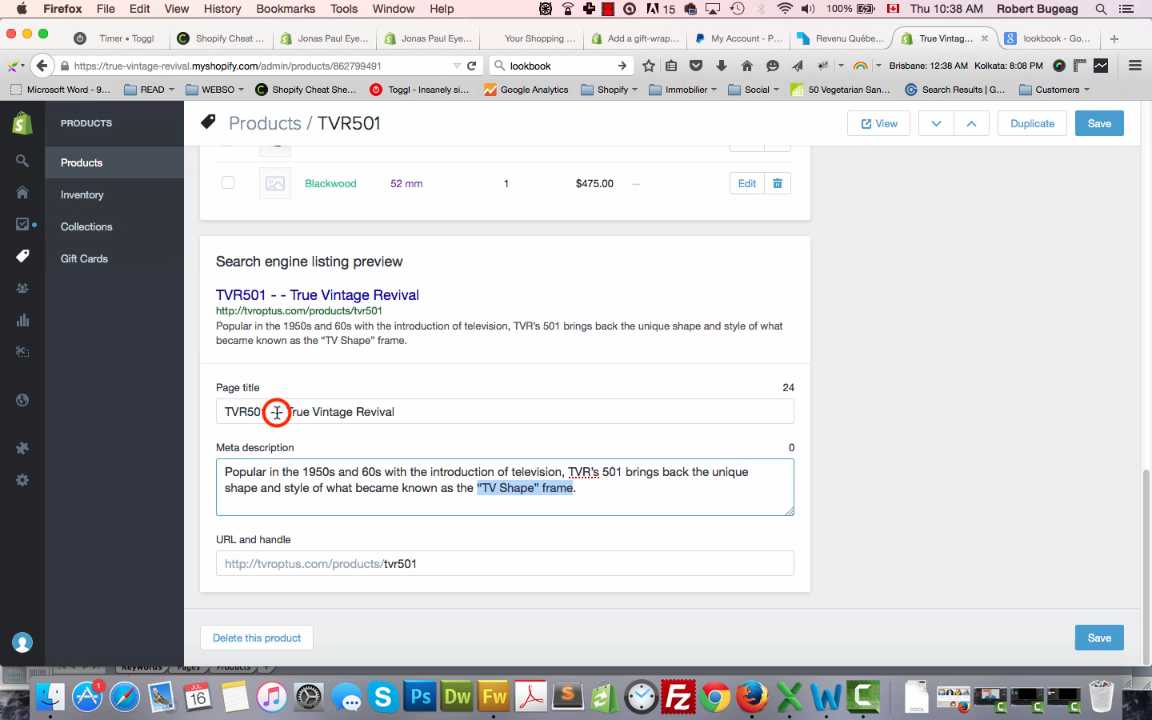 Firefox File Edit View History Bookmarks Tools Window Help 15 100% Thu 10:38 AM Robert Bugeag
Timer • Toggl Shopify Cheat ... Jonas Paul Eye... Jonas Paul Eye... Your Shopping ... Add a gift-wrap... My Account - P... Revenu Québe... True Vintag... lookbook - Go...
https://true-vintage-revival.myshopify.com/admin/products/862799491 lookbook Brisbane: 12:38 AM Kolkata: 8:08 PM
Microsoft Word - 9... READ WEBSO Shopify Cheat She... Toggl - Insanely si... Google Analytics Shopify Immobilier Social 50 Vegetarian San... Search Results | G... Customers
PRODUCTS
Products / TVR501 View Duplicate Save
Products
Inventory
Collections
Gift Cards
Blackwood 52 mm 1 $475.00 — Edit
Search engine listing preview
TVR501 - - True Vintage Revival
http://tvroptus.com/products/tvr501
Popular in the 1950s and 60s with the introduction of television, TVR's 501 brings back the unique shape and style of what
became known as the “TV Shape” frame.
Page title 24
TVR501 - - True Vintage Revival
Meta description 0
Popular in the 1950s and 60s with the introduction of television, TVR's 501 brings back the unique
shape and style of what became known as the “TV Shape” frame.
URL and handle
http://tvroptus.com/products/tvr501
Delete this product Save
Keywords Pages Products
1 JUL 16 Ps Dw Fw